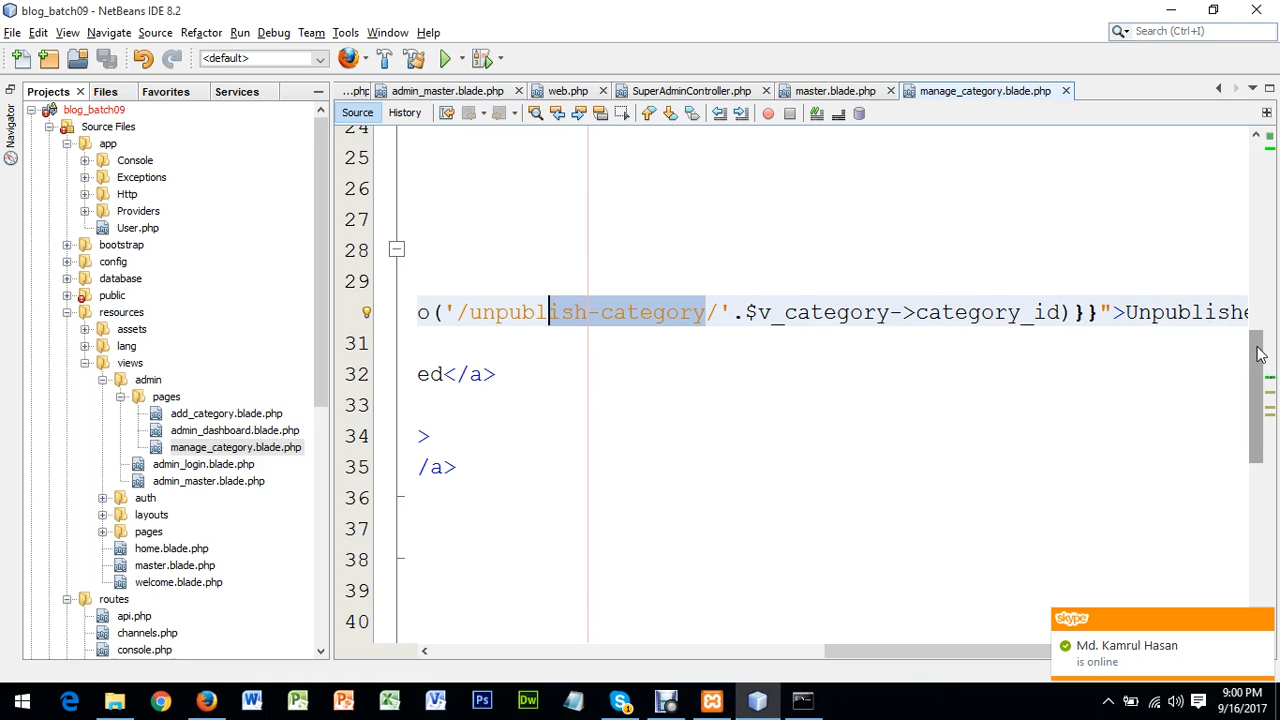 blog_batch09 - NetBeans IDE 8.2
File Edit View Navigate Source Refactor Run Debug Team Tools Window Help
Search (Ctrl+I)
<default>
Projects Files Favorites Services
...php admin_master.blade.php web.php SuperAdminController.php master.blade.php manage_category.blade.php
Source History
Navigator
blog_batch09
Source Files
app
Console
Exceptions
Http
Providers
User.php
bootstrap
config
database
public
resources
assets
lang
views
admin
pages
add_category.blade.php
admin_dashboard.blade.php
manage_category.blade.php
admin_login.blade.php
admin_master.blade.php
auth
layouts
pages
home.blade.php
master.blade.php
welcome.blade.php
routes
api.php
channels.php
console.php
24
25
26
27
28
29
o('/unpublish-category/'.$v_category->category_id)}}">Unpublishe
31
32 ed</a>
33
34 >
35 /a>
36
37
38
39
40
skype
Md. Kamrul Hasan
is online
9:00 PM
9/16/2017